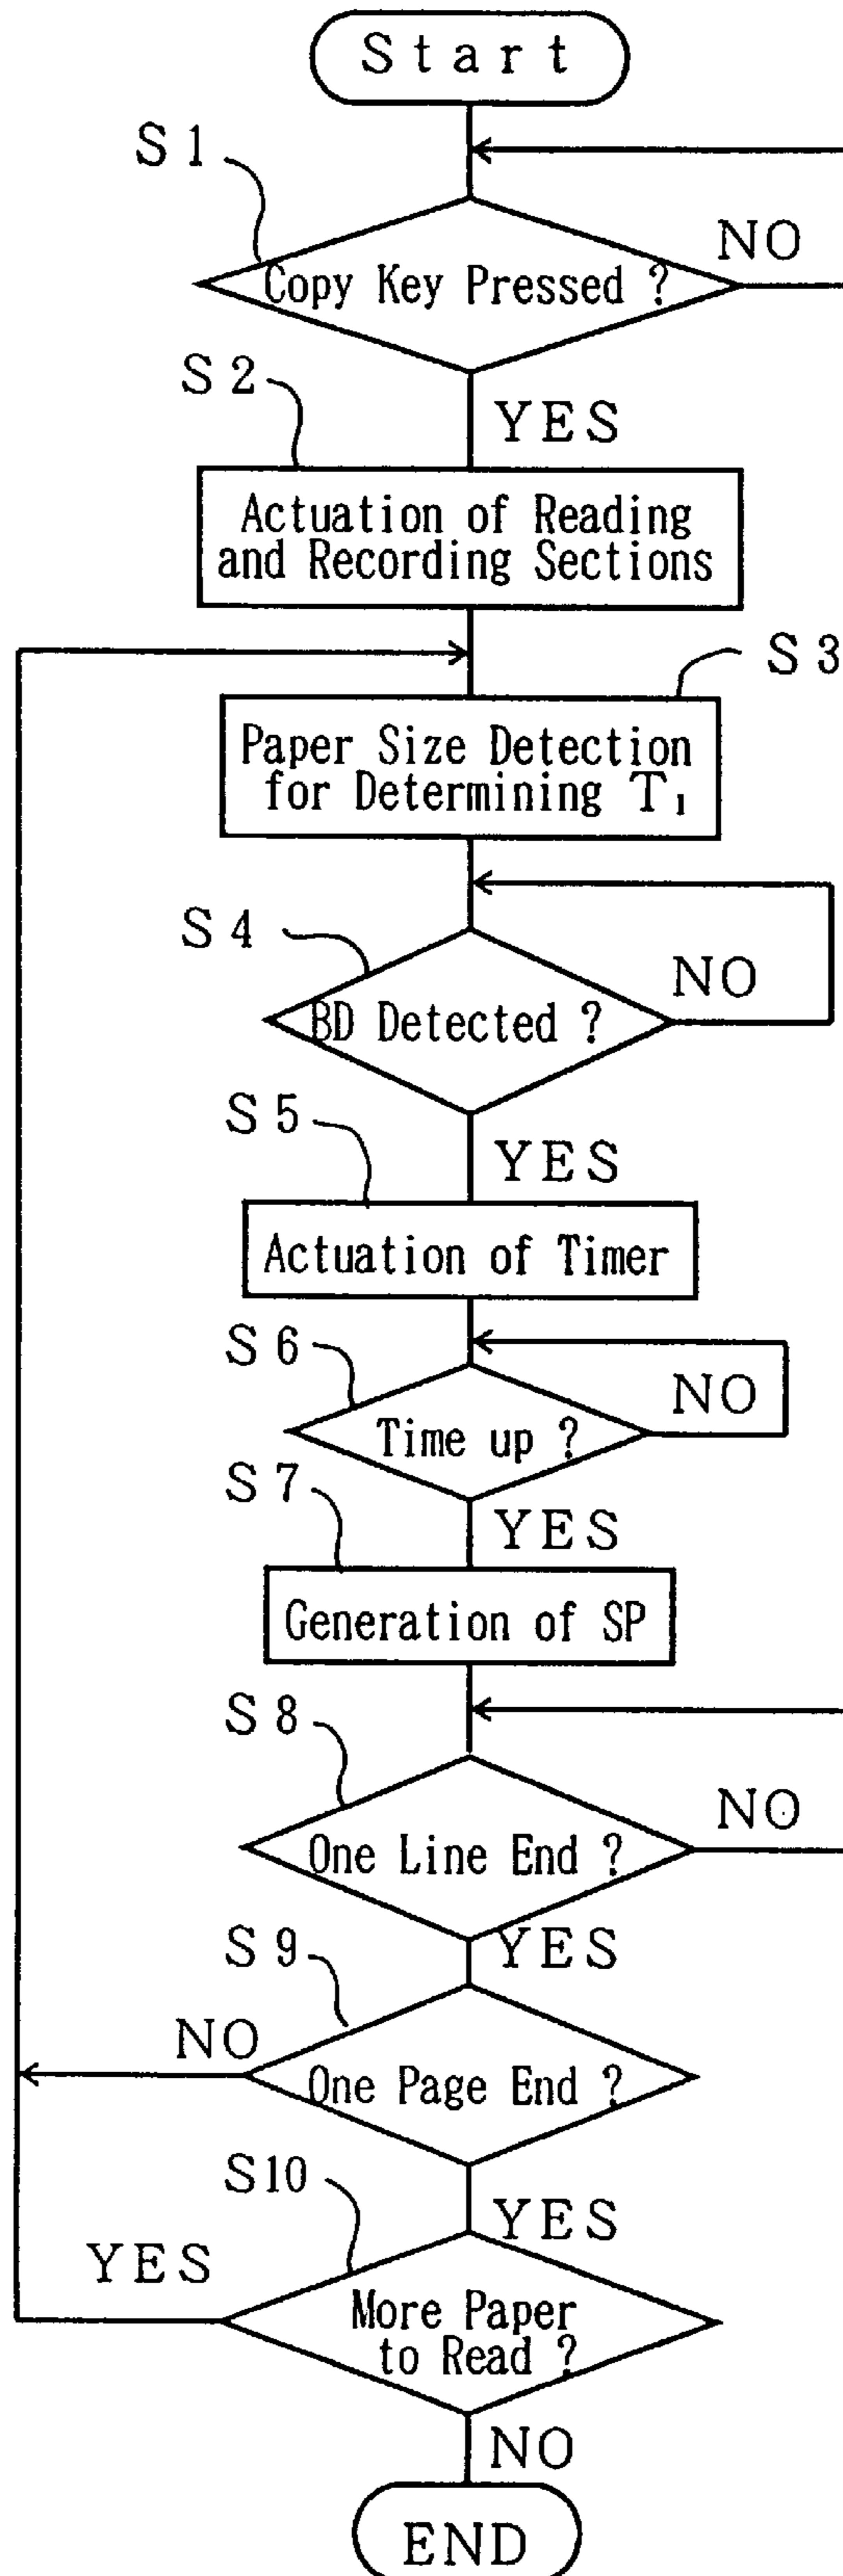 Start
S1
Copy Key Pressed ?
NO
YES
S2
Actuation of Reading
and Recording Sections
S3
Paper Size Detection
for Determining T₁
S4
BD Detected ?
NO
YES
S5
Actuation of Timer
S6
Time up ?
NO
YES
S7
Generation of SP
S8
One Line End ?
NO
YES
S9
One Page End ?
NO
YES
S10
More Paper
to Read ?
YES
NO
END